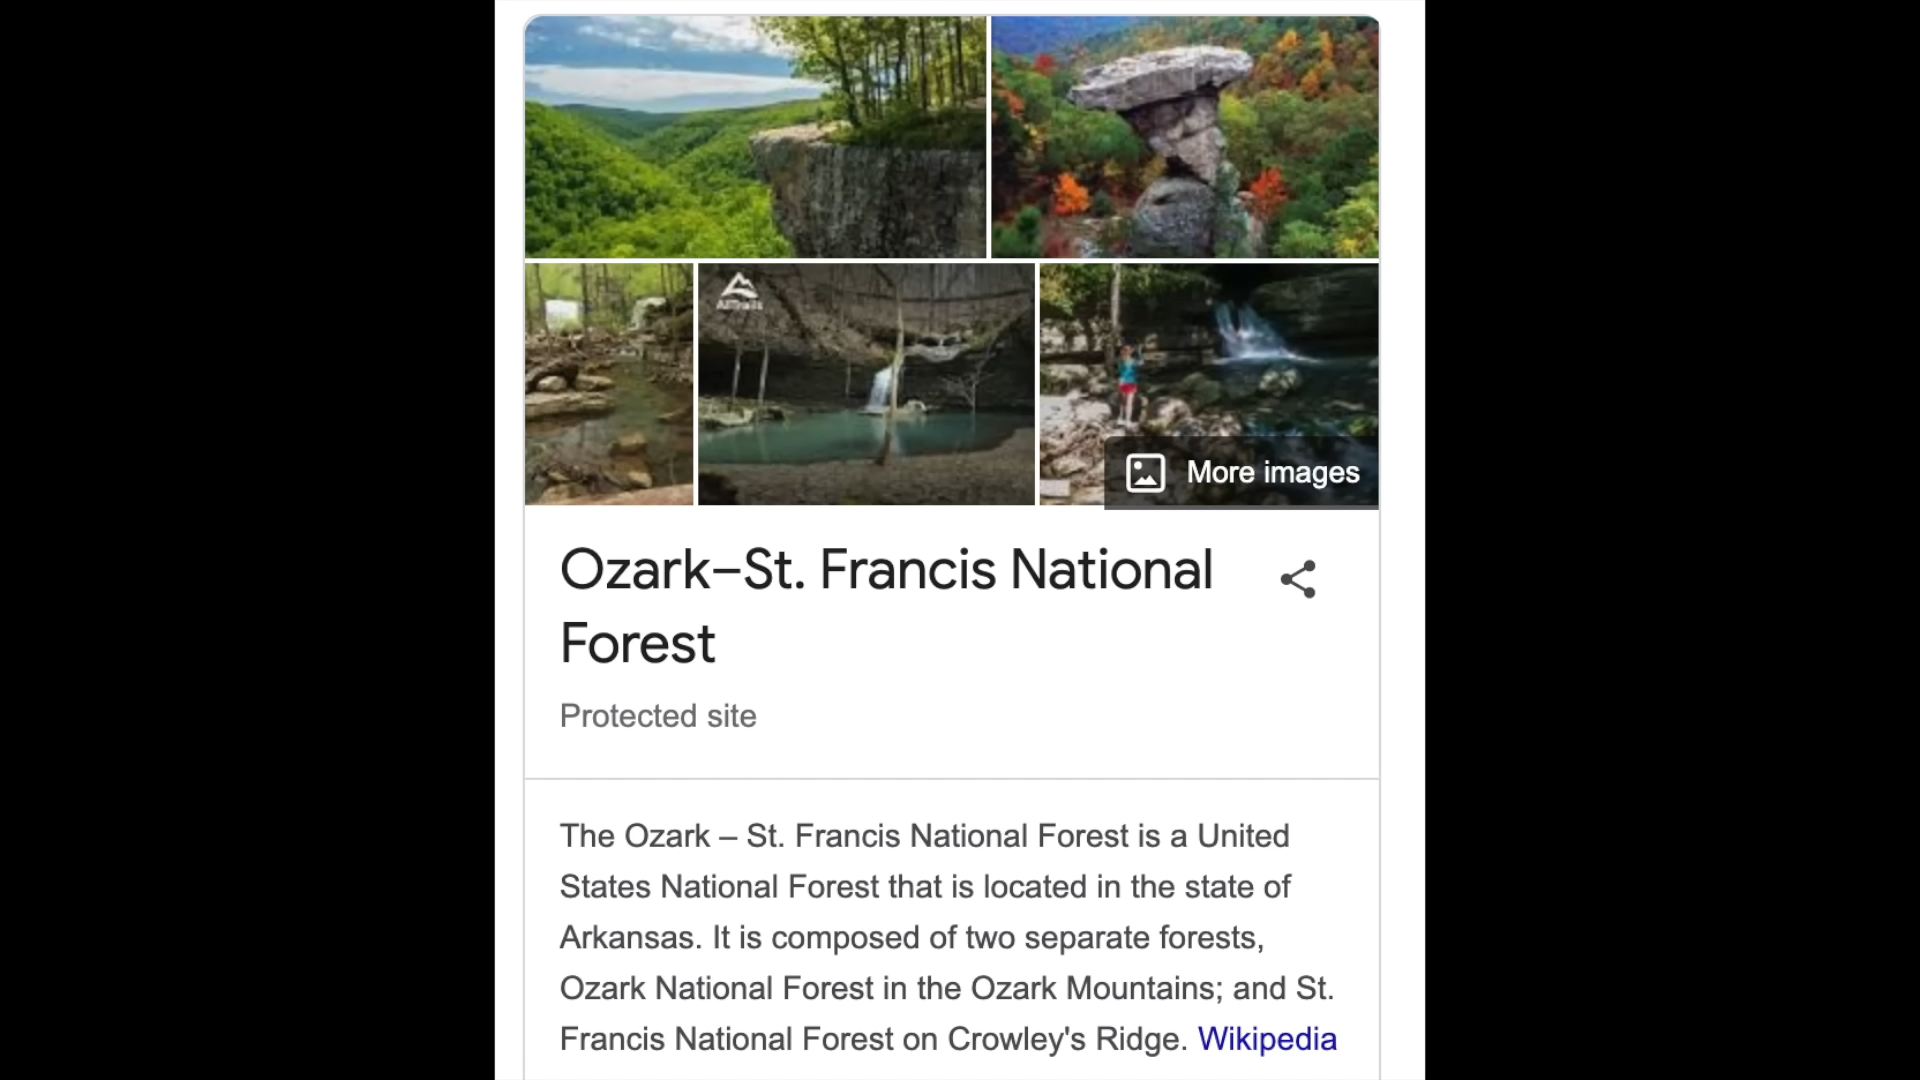 AllTrails
More images
Ozark–St. Francis National
Forest
Protected site
The Ozark – St. Francis National Forest is a United
States National Forest that is located in the state of
Arkansas. It is composed of two separate forests,
Ozark National Forest in the Ozark Mountains; and St.
Francis National Forest on Crowley's Ridge. Wikipedia